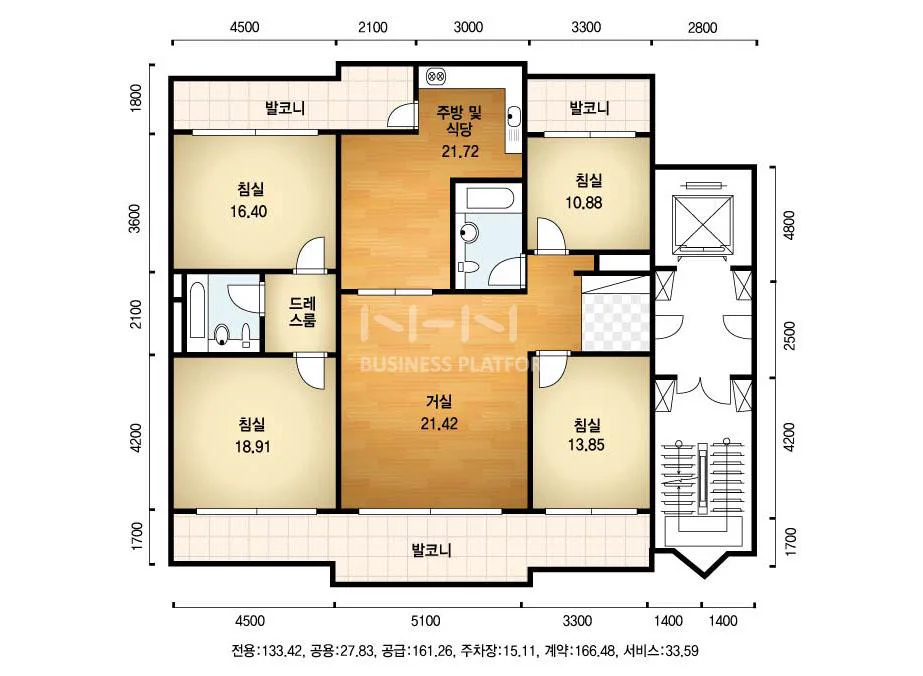 4500
2100
3000
3300
2800
1800
3600
2100
4200
1700
발코니
주방 및
식당
21.72
발코니
침실
16.40
침실
10.88
드레
스룸
N-HN
BUSINESS PLATFOR
거실
21.42
침실
18.91
침실
13.85
발코니
4800
2500
4200
1700
4500
5100
3300
1400
1400
전용:133.42, 공용:27.83, 공급:161.26, 주차장:15.11, 계약:166.48, 서비스:33.59